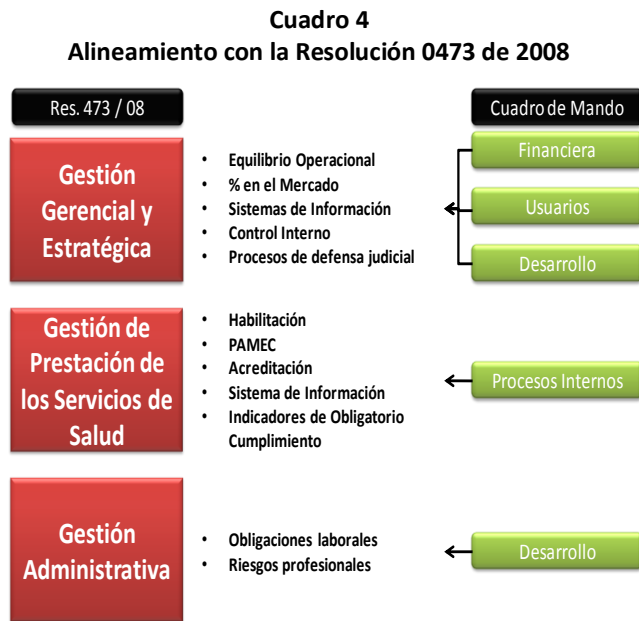 Cuadro 4
Alineamiento con la Resolución 0473 de 2008
Res. 473 / 08
Cuadro de Mando
Gestión
Gerencial y
Estratégica
• Equilibrio Operacional
• % en el Mercado
• Sistemas de Información
• Control Interno
• Procesos de defensa judicial
Financiera
Usuarios
Desarrollo
Gestión de
Prestación de
los Servicios de
Salud
• Habilitación
• PAMEC
• Acreditación
• Sistema de Información
• Indicadores de Obligatorio
Cumplimiento
Procesos Internos
Gestión
Administrativa
• Obligaciones laborales
• Riesgos profesionales
Desarrollo